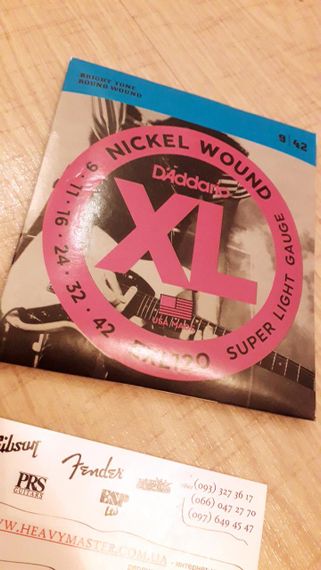 BRIGHT TONE
ROUND WOUND
9 | 42
NICKEL WOUND
D'Addario
XL
9 · 11 · 16 · 24 · 32 · 42
SUPER LIGHT GAUGE
USA Made
EXL120
Gibson
Fender
PRS
GUITARS
ESP
(093) 327 36 17
(066) 047 27 70
(097) 649 45 47
WWW.HEAVYMASTER.COM.UA - интернет